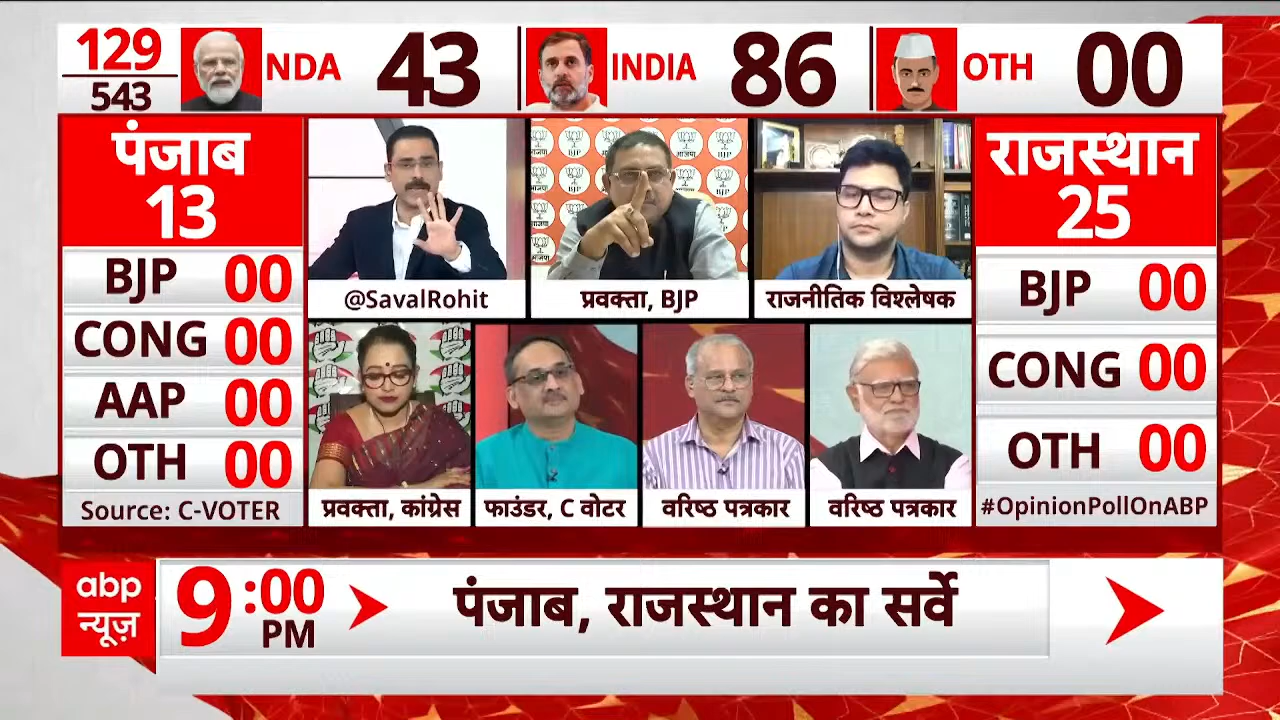 129
543
NDA 43
INDIA 86
OTH 00
पंजाब
13
BJP 00
CONG 00
AAP 00
OTH 00
Source: C-VOTER
@SavalRohit
प्रवक्ता, BJP
राजनीतिक विश्लेषक
प्रवक्ता, कांग्रेस
फाउंडर, C वोटर
वरिष्ठ पत्रकार
वरिष्ठ पत्रकार
राजस्थान
25
BJP 00
CONG 00
OTH 00
#OpinionPollOnABP
abp
न्यूज़
9:00
PM
पंजाब, राजस्थान का सर्वे